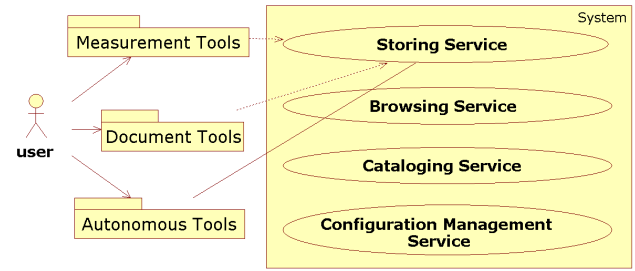 System
Measurement Tools
Storing Service
Browsing Service
Document Tools
user
Cataloging Service
Autonomous Tools
Configuration Management
Service